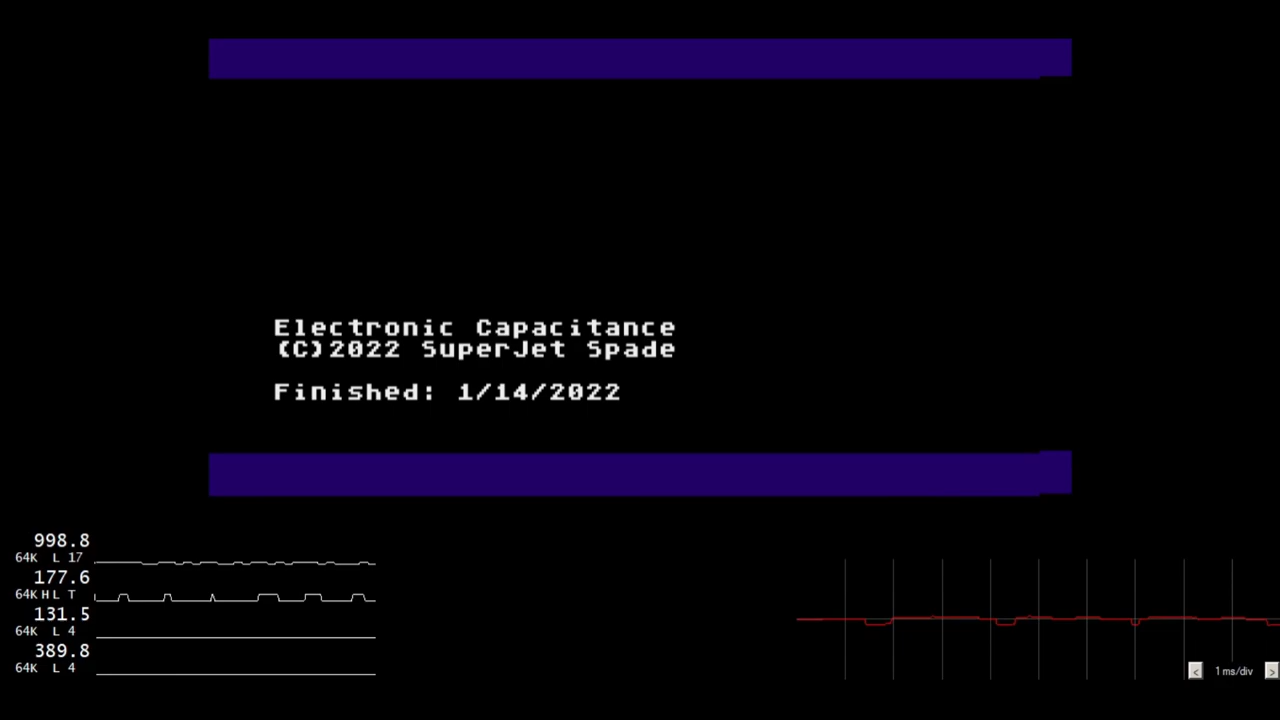 Electronic Capacitance
(C)2022 SuperJet Spade
Finished: 1/14/2022
998.8
64K L 17
177.6
64K H L T
131.5
64K L 4
389.8
64K L 4
< 1 ms/div >